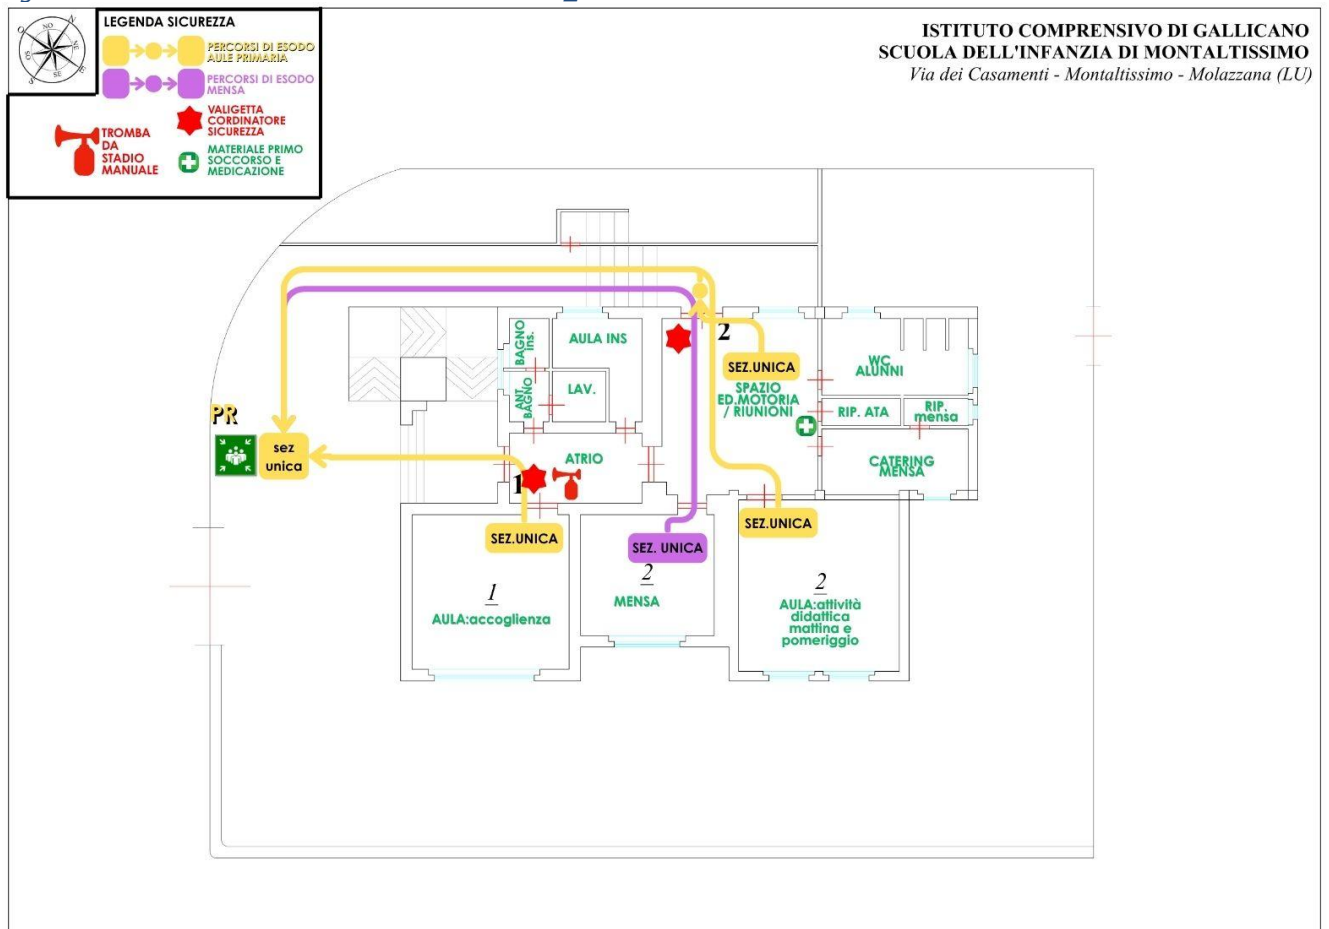 LEGENDA SICUREZZA
PERCORSI DI ESODO
AULE PRIMARIA
PERCORSI DI ESODO
MENSA
VALIGETTA
CORDINATORE
SICUREZZA
TROMBA
DA
STADIO
MANUALE
MATERIALE PRIMO
SOCCORSO E
MEDICAZIONE
ISTITUTO COMPRENSIVO DI GALLICANO
SCUOLA DELL'INFANZIA DI MONTALTISSIMO
Via dei Casamenti - Montaltissimo - Molazzana (LU)
BAGNO
ins.
AULA INS
2
SEZ.UNICA
SPAZIO
ED.MOTORIA
/ RIUNIONI
WC
ALUNNI
ANT.
BAGNO
LAV.
RIP. ATA
RIP.
mensa
PR
sez
unica
ATRIO
1
CATERING
MENSA
SEZ.UNICA
SEZ. UNICA
SEZ.UNICA
1
AULA:accoglienza
2
MENSA
2
AULA:attività
didattica
mattina e
pomeriggio